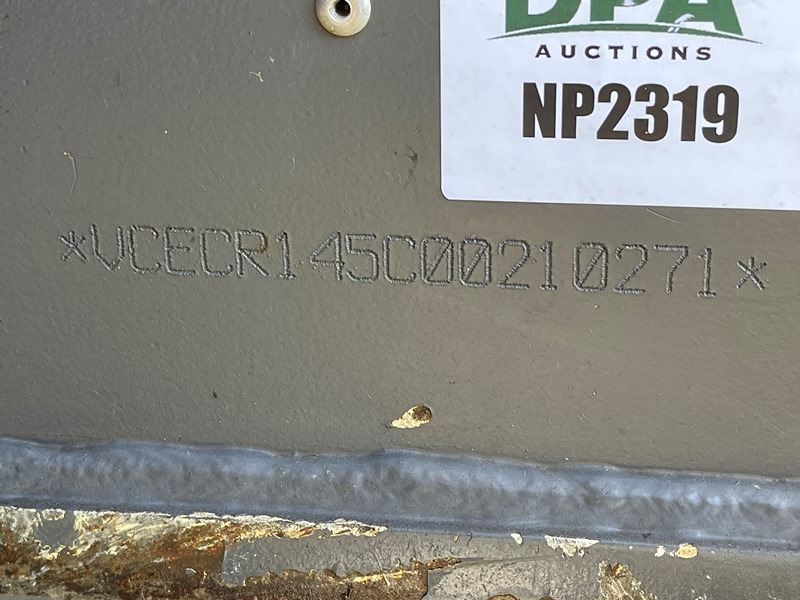 DPA
AUCTIONS
NP2319
*VCECR145C00210271*